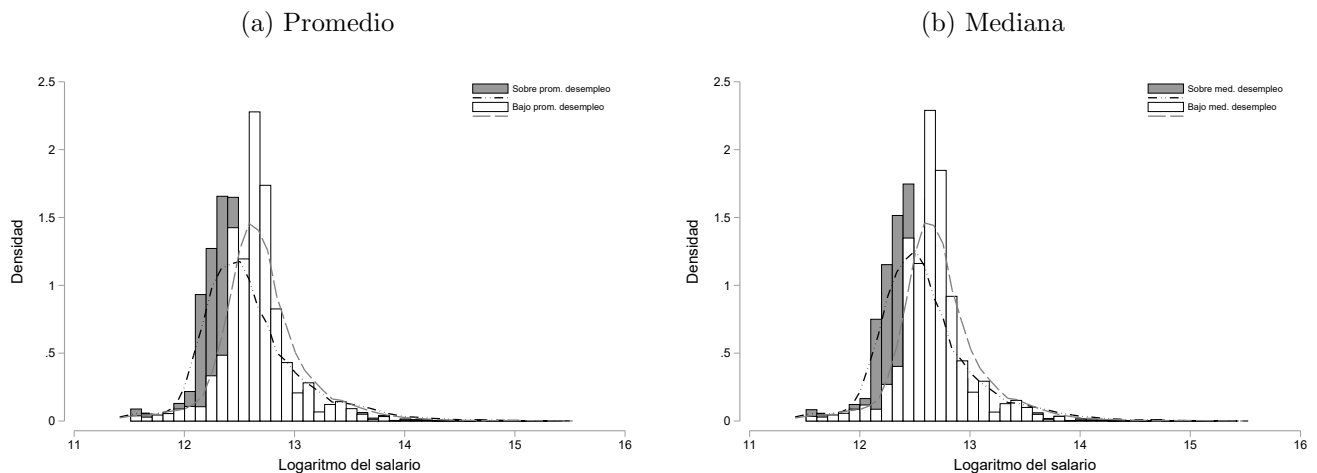 (a) Promedio
2.5
2
1.5
1
.5
0
Densidad
11 12 13 14 15 16
Logaritmo del salario
Sobre prom. desempleo
Bajo prom. desempleo
(b) Mediana
2.5
2
1.5
1
.5
0
Densidad
11 12 13 14 15 16
Logaritmo del salario
Sobre med. desempleo
Bajo med. desempleo